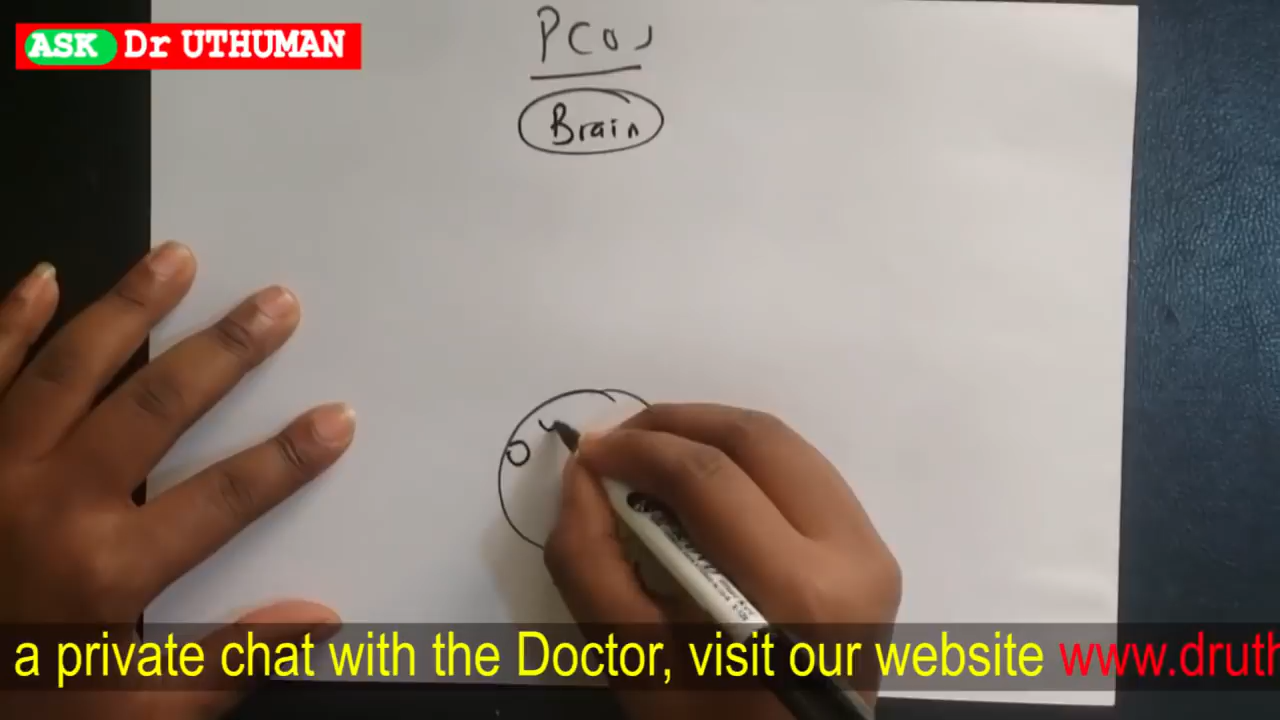 ASK Dr UTHUMAN
PCOS
Brain
a private chat with the Doctor, visit our website www.druth